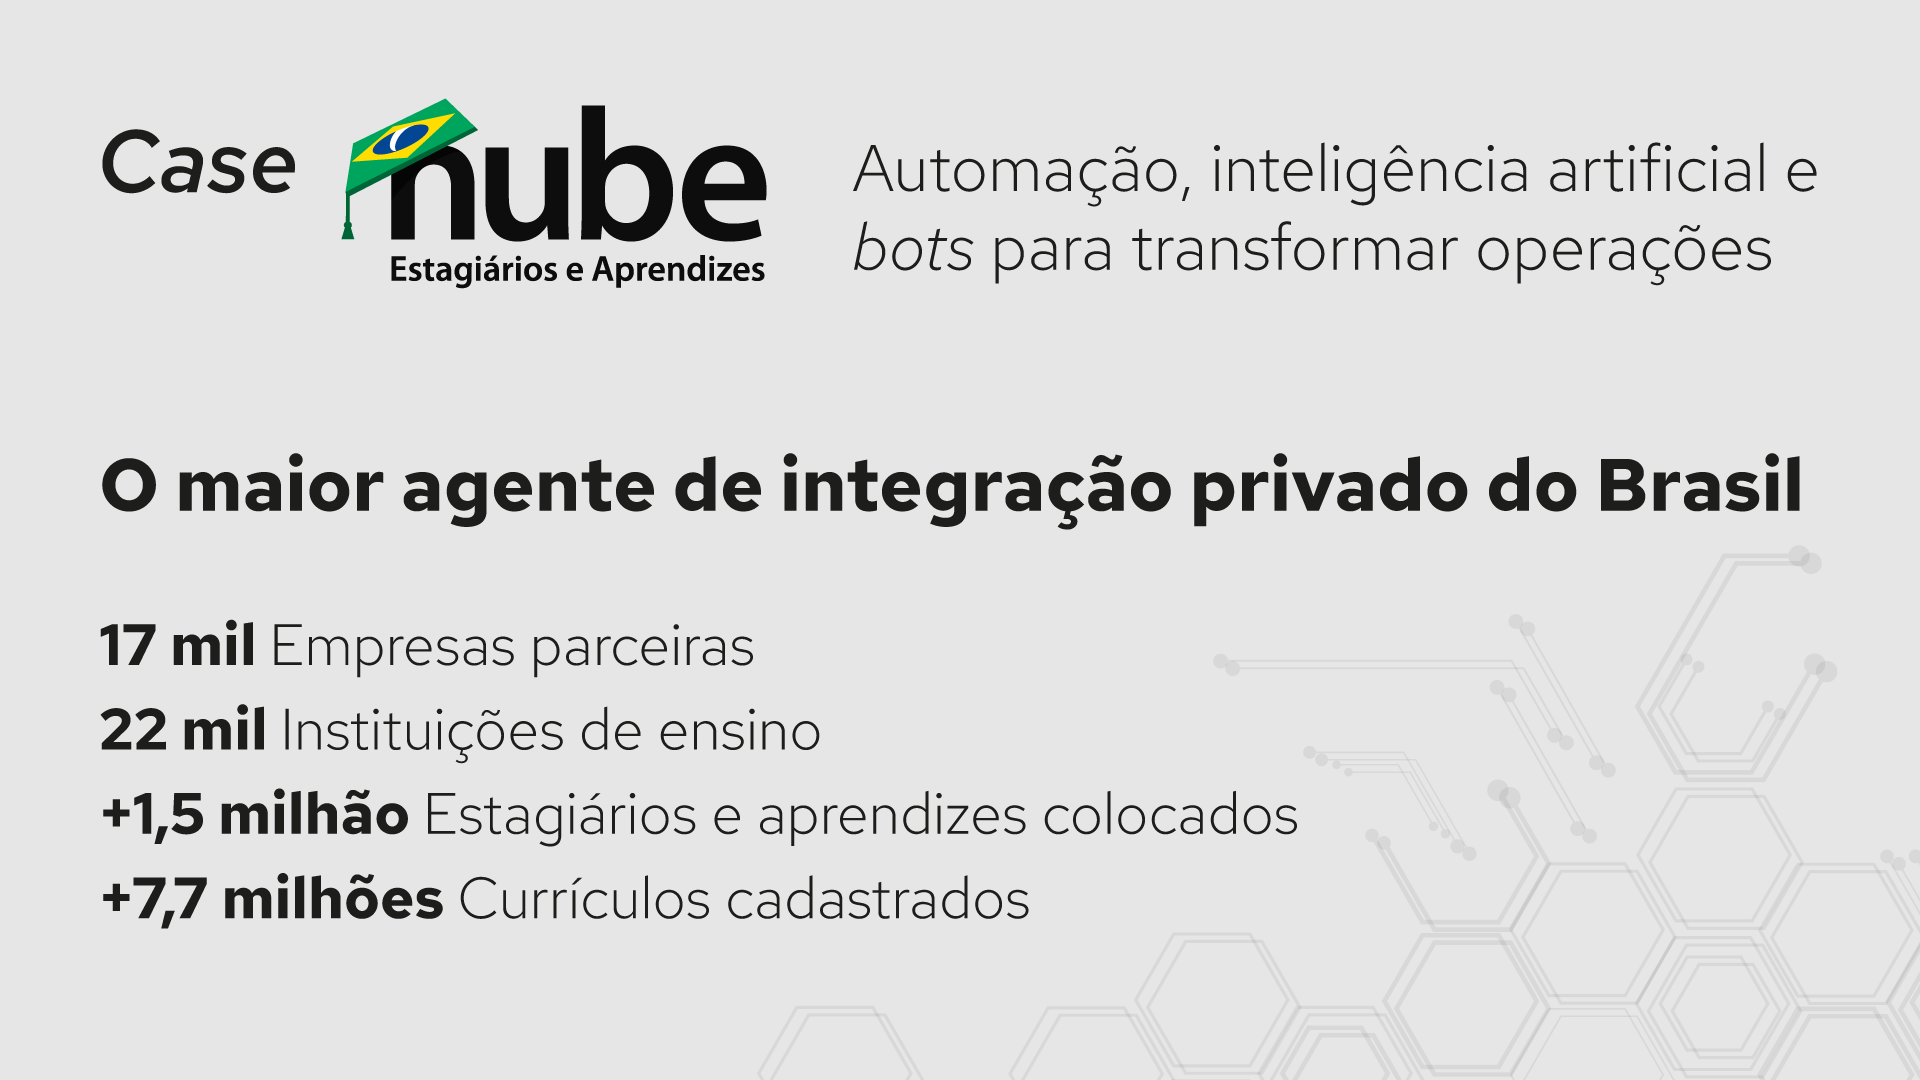 Case
nube
Estagiários e Aprendizes
Automação, inteligência artificial e
bots para transformar operações
O maior agente de integração privado do Brasil
17 mil Empresas parceiras
22 mil Instituições de ensino
+1,5 milhão Estagiários e aprendizes colocados
+7,7 milhões Currículos cadastrados